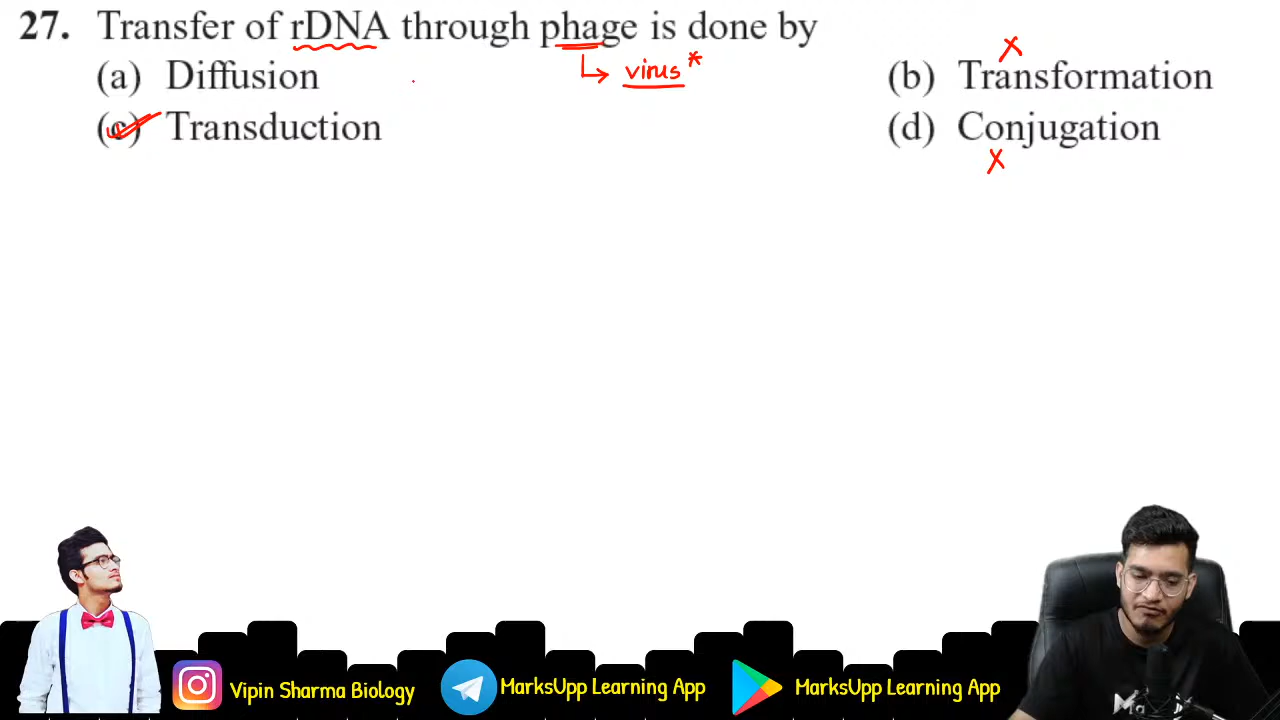 27. Transfer of rDNA through phage is done by
↳ virus*
(a) Diffusion
(b) Transformation
(c) Transduction
(d) Conjugation
Vipin Sharma Biology
MarksUpp Learning App
MarksUpp Learning App